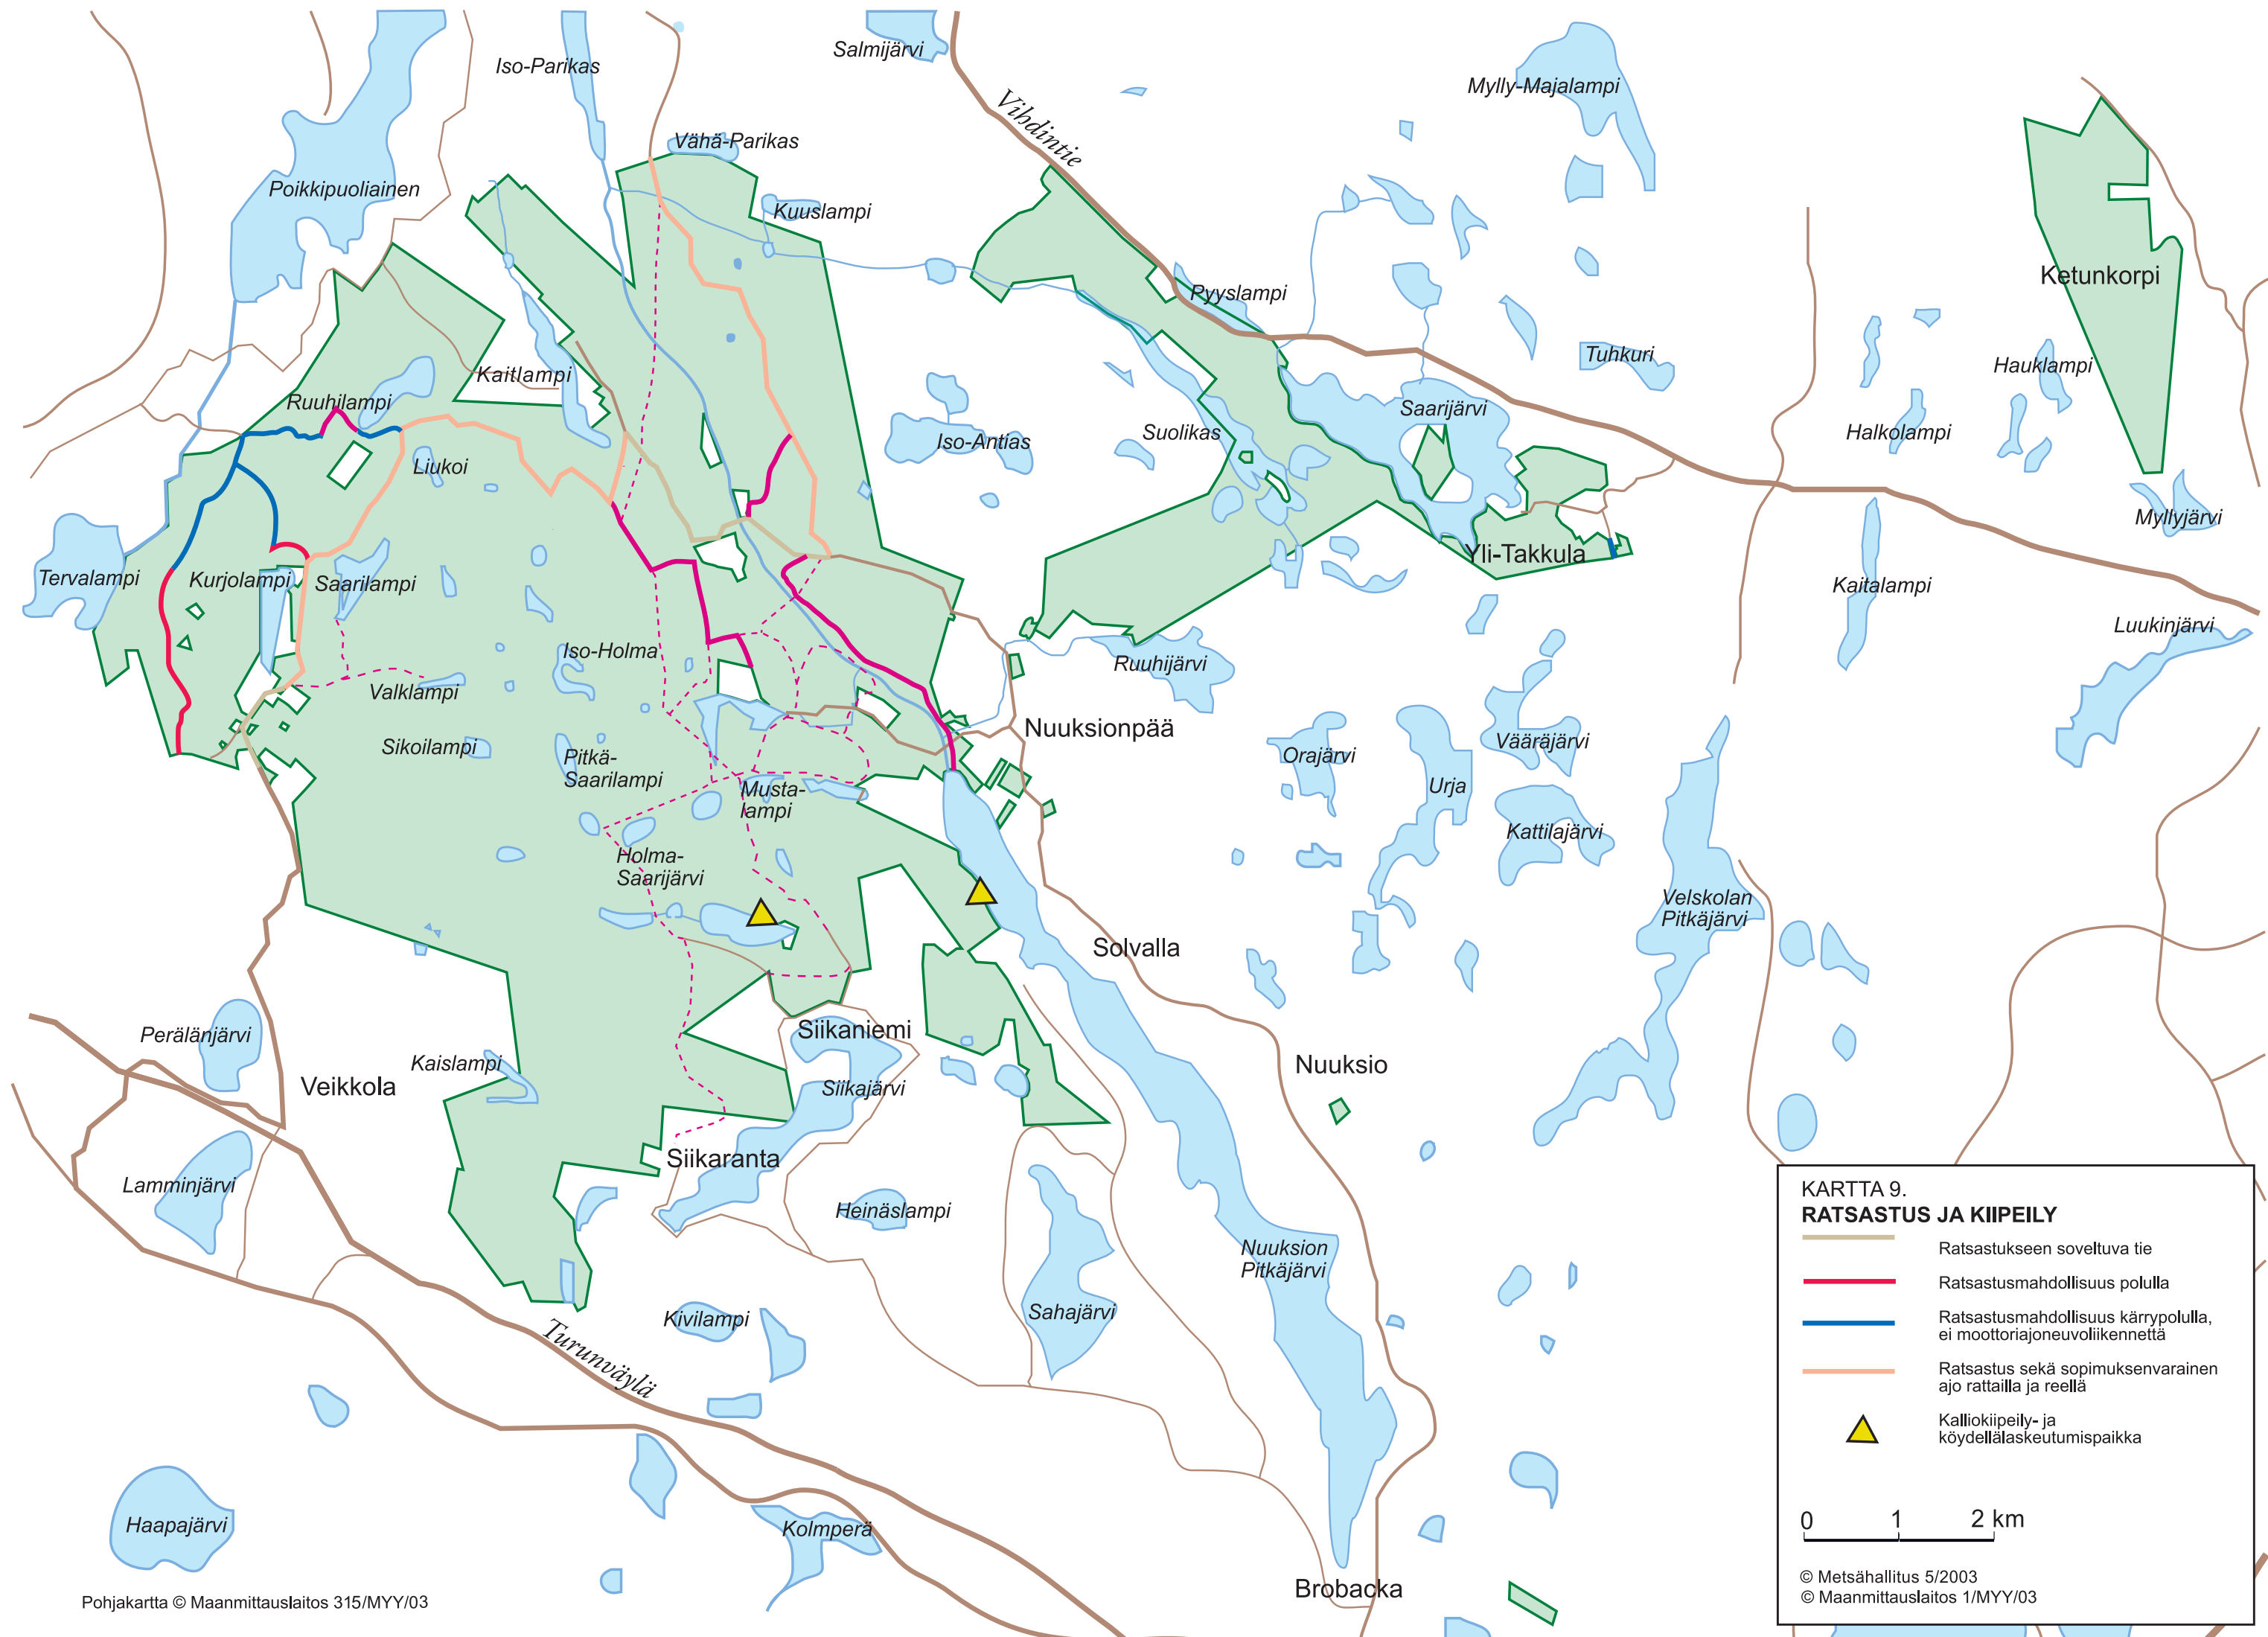 Salmijärvi
Iso-Parikas
Mylly-Majalampi
Vihdintie
Vähä-Parikas
Poikkipuoliainen
Kuuslampi
Ketunkorpi
Pyyslampi
Tuhkuri
Hauklampi
Kaitlampi
Ruuhilampi
Saarijärvi
Suolikas
Iso-Antias
Halkolampi
Liukoi
Myllyjärvi
Yli-Takkula
Tervalampi
Kurjolampi
Saarilampi
Kaitalampi
Luukinjärvi
Iso-Holma
Ruuhijärvi
Valklampi
Nuuksionpää
Sikoilampi
Pitkä-
Saarilampi
Orajärvi
Vääräjärvi
Urja
Musta-
lampi
Kattilajärvi
Holma-
Saarijärvi
Velskolan
Pitkäjärvi
Solvalla
Perälänjärvi
Siikaniemi
Kaislampi
Nuuksio
Veikkola
Siikajärvi
Siikaranta
Lamminjärvi
Heinäslampi
Nuuksion
Pitkäjärvi
Sahajärvi
Kivilampi
Turunväylä
Haapajärvi
Kolmperä
Brobacka
Pohjakartta © Maanmittauslaitos 315/MYY/03
KARTTA 9.
RATSASTUS JA KIIPEILY
Ratsastukseen soveltuva tie
Ratsastusmahdollisuus polulla
Ratsastusmahdollisuus kärrypolulla,
ei moottoriajoneuvoliikennettä
Ratsastus sekä sopimuksenvarainen
ajo rattailla ja reellä
Kalliokiipeily- ja
köydellälaskeutumispaikka
0 1 2 km
© Metsähallitus 5/2003
© Maanmittauslaitos 1/MYY/03